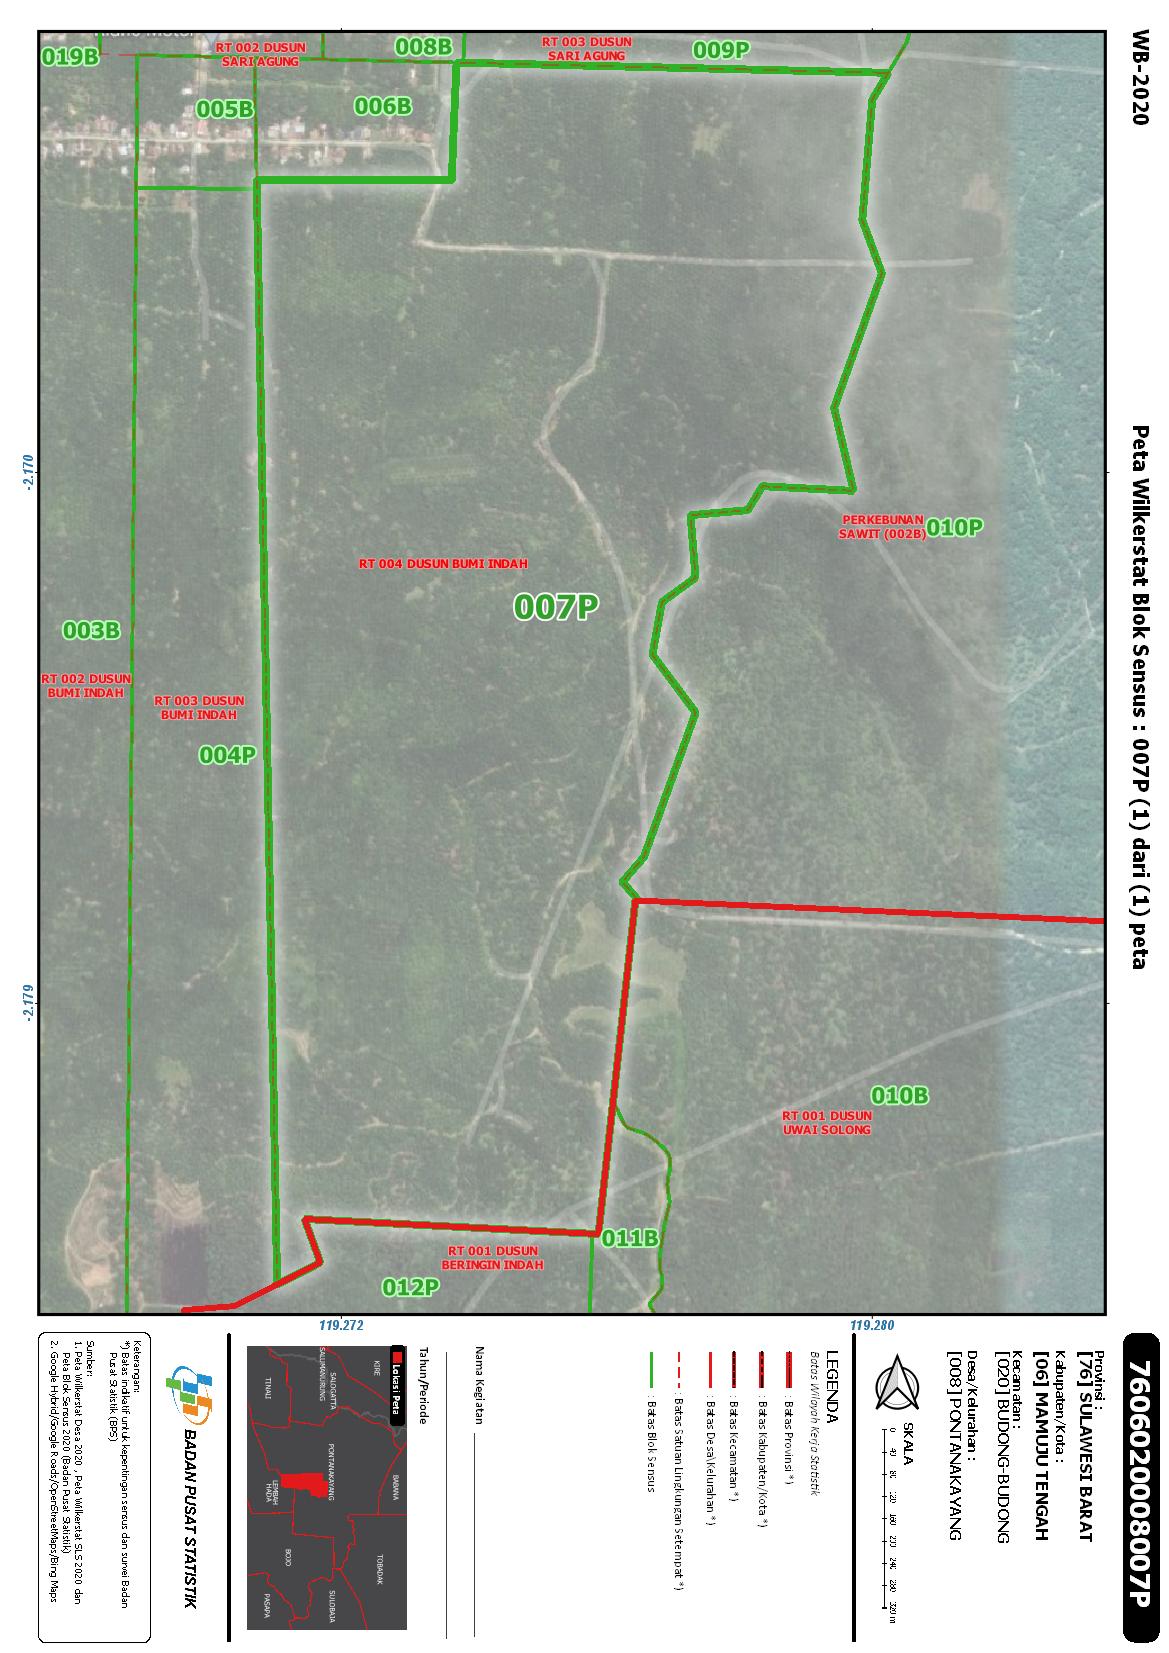 WB-2020
Peta Wilkerstat Blok Sensus : 007P (1) dari (1) peta
019B
RT 002 DUSUN
SARI AGUNG
008B
RT 003 DUSUN
SARI AGUNG
009P
005B
006B
-2.170
PERKEBUNAN
SAWIT (002B)
010P
RT 004 DUSUN BUMI INDAH
007P
003B
RT 002 DUSUN
BUMI INDAH
RT 003 DUSUN
BUMI INDAH
004P
-2.179
010B
RT 001 DUSUN
UWAI SOLONG
011B
RT 001 DUSUN
BERINGIN INDAH
012P
119.272
119.280
7606020008007P
Provinsi :
[76] SULAWESI BARAT
Kabupaten/Kota :
[06] MAMUJU TENGAH
Kecamatan :
[020] BUDONG-BUDONG
Desa/Kelurahan :
[008] PONTANAKAYANG
SKALA
0 40 80 120 160 200 240 280 320 m
LEGENDA
Batas Wilayah Kerja Statistik
: Batas Provinsi *)
: Batas Kabupaten/Kota *)
: Batas Kecamatan *)
: Batas Desa\Kelurahan *)
: Batas Satuan Lingkungan Setempat *)
: Batas Blok Sensus
Nama Kegiatan
Tahun/Periode
Lokasi Peta
KIRE
SALOGATTA
SALUMANURUNG
TINALI
BABANA
PONTANAKAYANG
LEMBAH
HADA
TOBADAK
BOJO
SULOBAJA
PASAPA
BADAN PUSAT STATISTIK
Keterangan:
*) Batas indikatif untuk kepentingan sensus dan survei Badan
Pusat Statistik (BPS)
Sumber:
1. Peta Wilkerstat Desa 2020 , Peta Wilkerstat SLS 2020 dan
Peta Blok Sensus 2020 (Badan Pusat Statistik)
2. Google Hybrid/Google Roads/OpenStreetMaps/Bing Maps